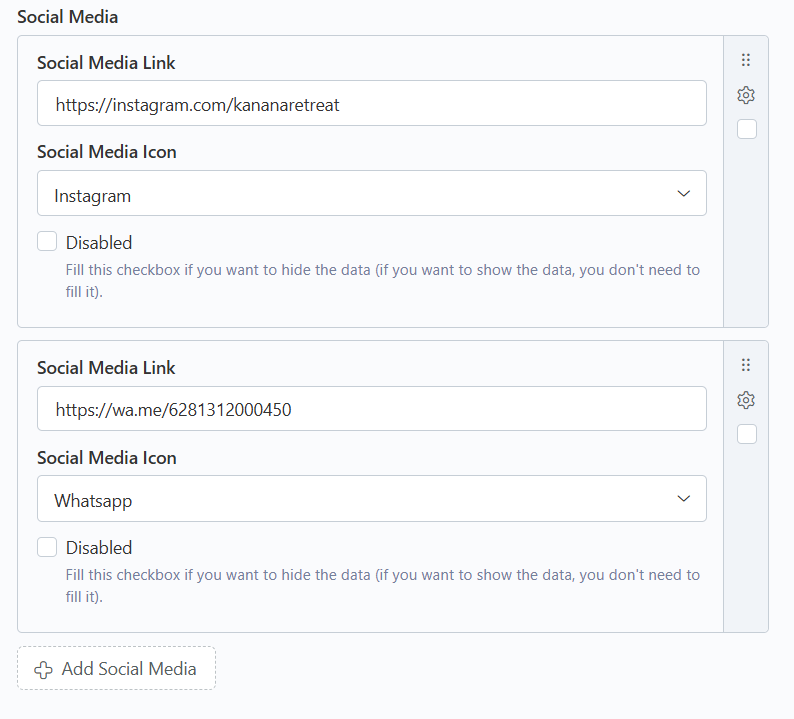 Social Media
Social Media Link
https://instagram.com/kananaretreat
Social Media Icon
Instagram
Disabled
Fill this checkbox if you want to hide the data (if you want to show the data, you don't need to
fill it).
Social Media Link
https://wa.me/6281312000450
Social Media Icon
Whatsapp
Disabled
Fill this checkbox if you want to hide the data (if you want to show the data, you don't need to
fill it).
Add Social Media